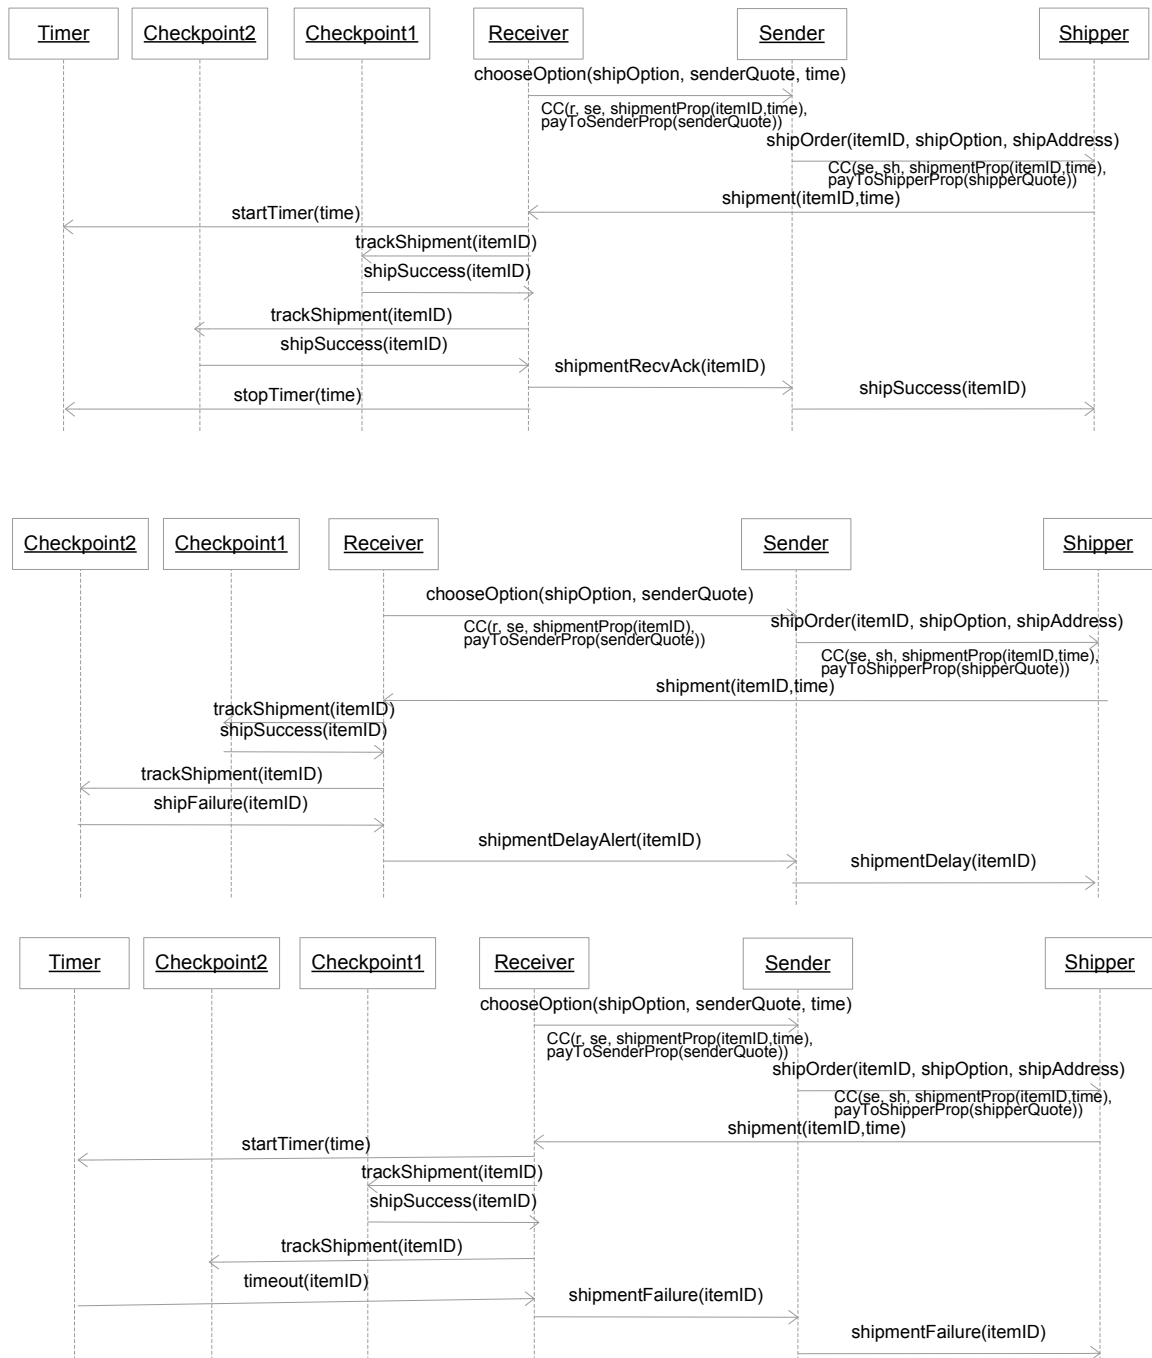 Timer Checkpoint2 Checkpoint1 Receiver Sender Shipper
chooseOption(shipOption, senderQuote, time)
CC(r, se, shipmentProp(itemID,time),
payToSenderProp(senderQuote))
shipOrder(itemID, shipOption, shipAddress)
CC(se, sh, shipmentProp(itemID,time),
payToShipperProp(shipperQuote))
shipment(itemID,time)
startTimer(time)
trackShipment(itemID)
shipSuccess(itemID)
trackShipment(itemID)
shipSuccess(itemID)
shipmentRecvAck(itemID)
shipSuccess(itemID)
stopTimer(time)
Checkpoint2 Checkpoint1 Receiver Sender Shipper
chooseOption(shipOption, senderQuote)
CC(r, se, shipmentProp(itemID),
payToSenderProp(senderQuote))
shipOrder(itemID, shipOption, shipAddress)
CC(se, sh, shipmentProp(itemID,time),
payToShipperProp(shipperQuote))
shipment(itemID,time)
trackShipment(itemID)
shipSuccess(itemID)
trackShipment(itemID)
shipFailure(itemID)
shipmentDelayAlert(itemID)
shipmentDelay(itemID)
Timer Checkpoint2 Checkpoint1 Receiver Sender Shipper
chooseOption(shipOption, senderQuote, time)
CC(r, se, shipmentProp(itemID,time),
payToSenderProp(senderQuote))
shipOrder(itemID, shipOption, shipAddress)
CC(se, sh, shipmentProp(itemID,time),
payToShipperProp(shipperQuote))
shipment(itemID,time)
startTimer(time)
trackShipment(itemID)
shipSuccess(itemID)
trackShipment(itemID)
timeout(itemID)
shipmentFailure(itemID)
shipmentFailure(itemID)